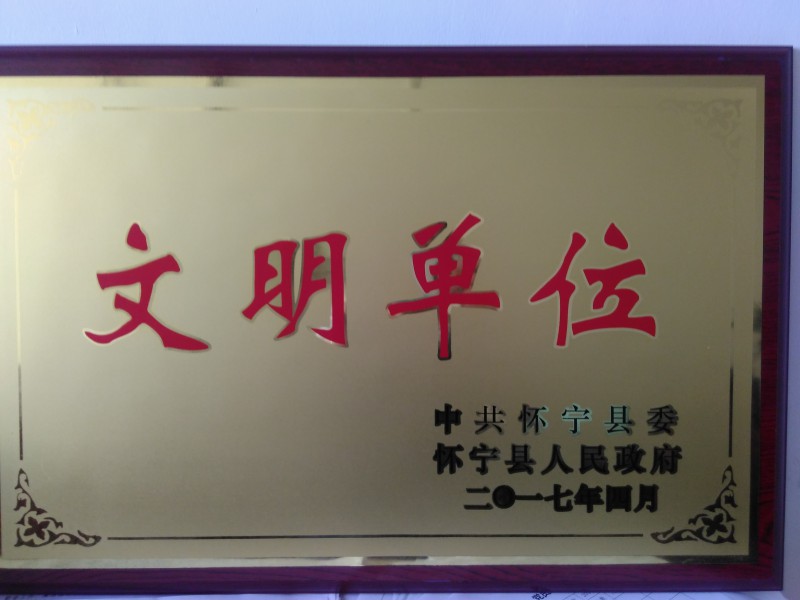 文明单位
中共怀宁县委
怀宁县人民政府
二〇一七年四月